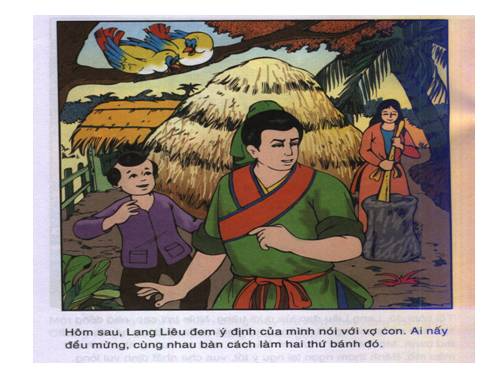 Hôm sau, Lang Liêu đem ý định của mình nói với vợ con. Ai nấy
đều mừng, cùng nhau bàn cách làm hai thứ bánh đó.